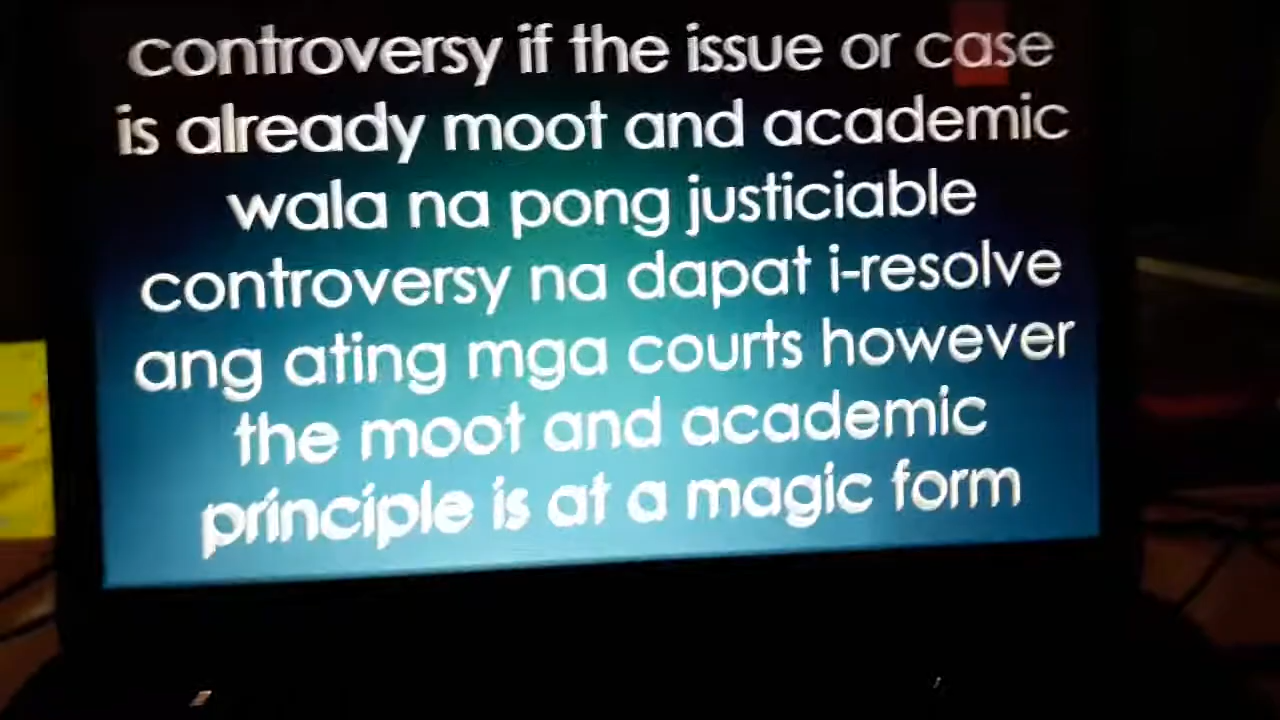 controversy if the issue or case
is already moot and academic
wala na pong justiciable
controversy na dapat i-resolve
ang ating mga courts however
the moot and academic
principle is at a magic form